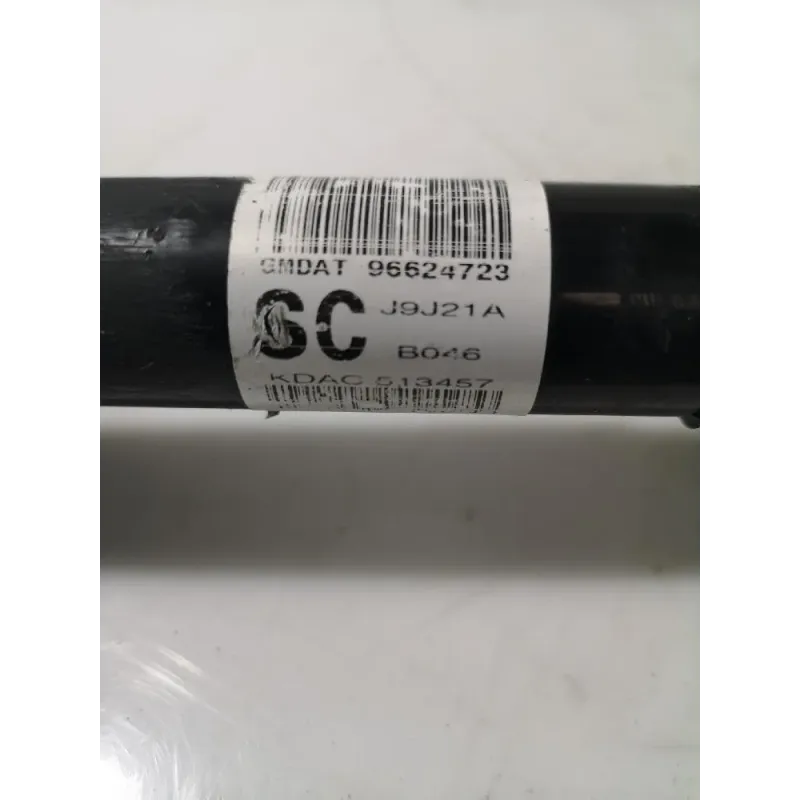 GMDAT 96624723
SC J9J21A
B046
KDAC 513457